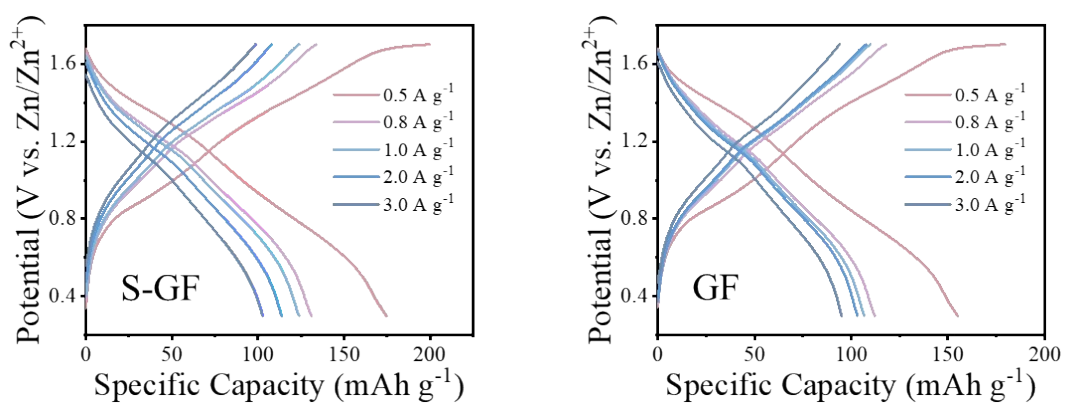 Potential (V vs. Zn/Zn²⁺)
1.6
1.2
0.8
0.4
0.5 A g⁻¹
0.8 A g⁻¹
1.0 A g⁻¹
2.0 A g⁻¹
3.0 A g⁻¹
S-GF
0 50 100 150 200
Specific Capacity (mAh g⁻¹)
Potential (V vs. Zn/Zn²⁺)
1.6
1.2
0.8
0.4
0.5 A g⁻¹
0.8 A g⁻¹
1.0 A g⁻¹
2.0 A g⁻¹
3.0 A g⁻¹
GF
0 50 100 150 200
Specific Capacity (mAh g⁻¹)